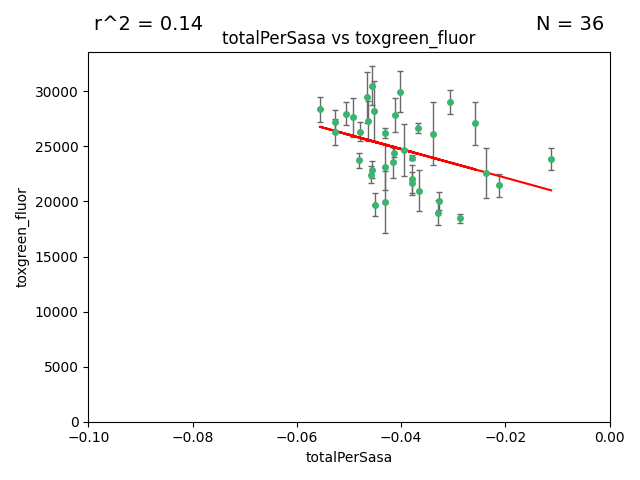 r^2 = 0.14
N = 36
totalPerSasa vs toxgreen_fluor
toxgreen_fluor
30000
25000
20000
15000
10000
5000
0
−0.10
−0.08
−0.06
−0.04
−0.02
0.00
totalPerSasa